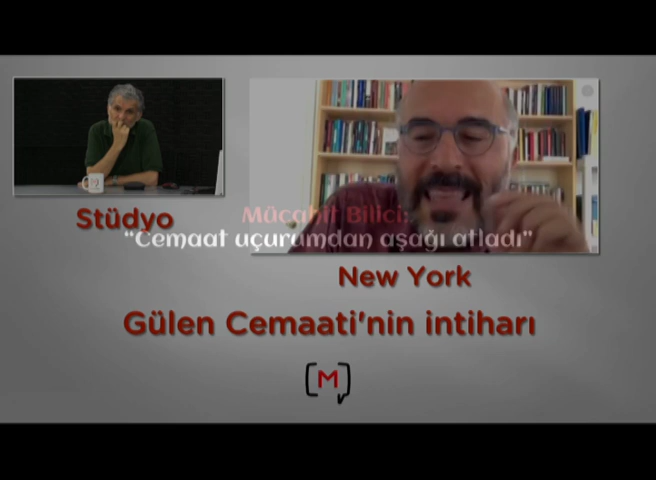 Stüdyo
Mücahit Bilici:
“Cemaat uçurumdan aşağı atladı”
New York
Gülen Cemaati'nin intiharı
[M]